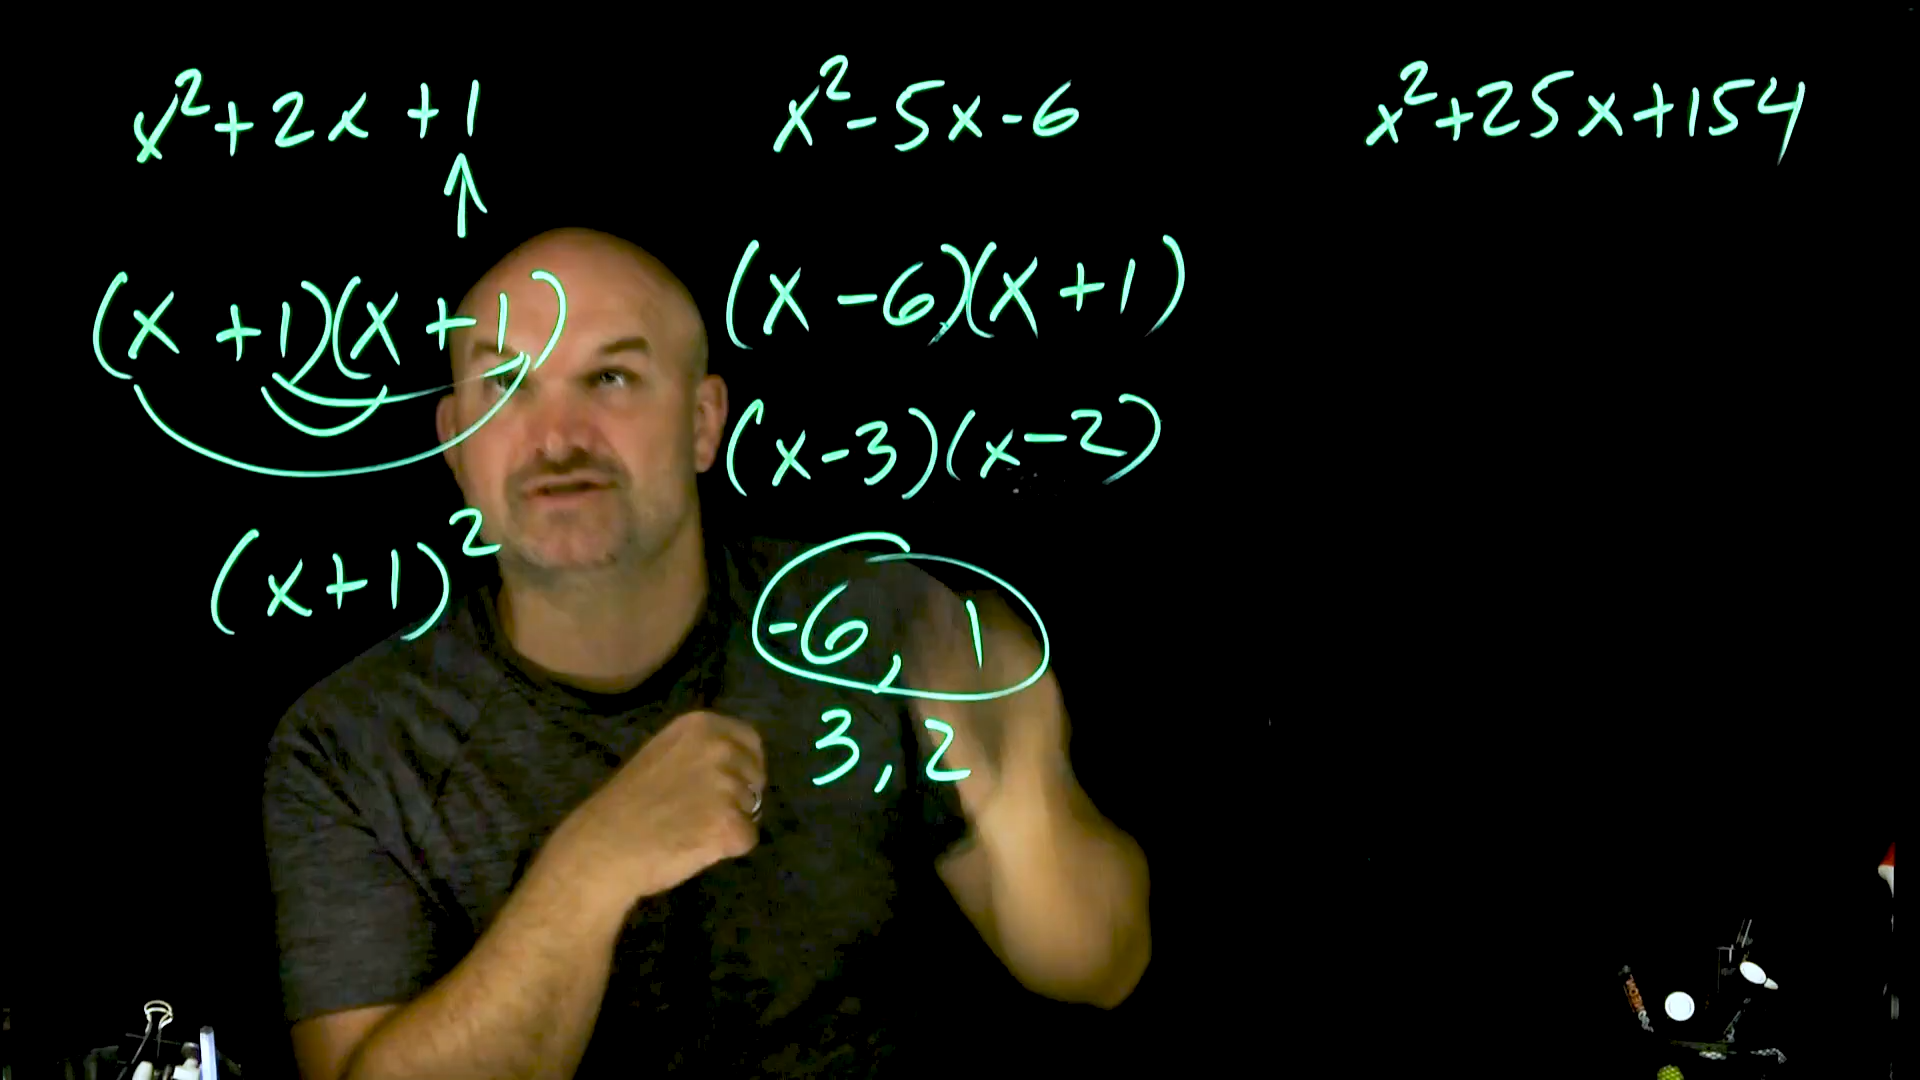 x²+2x+1
(x+1)(x+1)
(x+1)²
x²-5x-6
(x-6)(x+1)
(x-3)(x-2)
-6, 1
3, 2
x²+25x+154